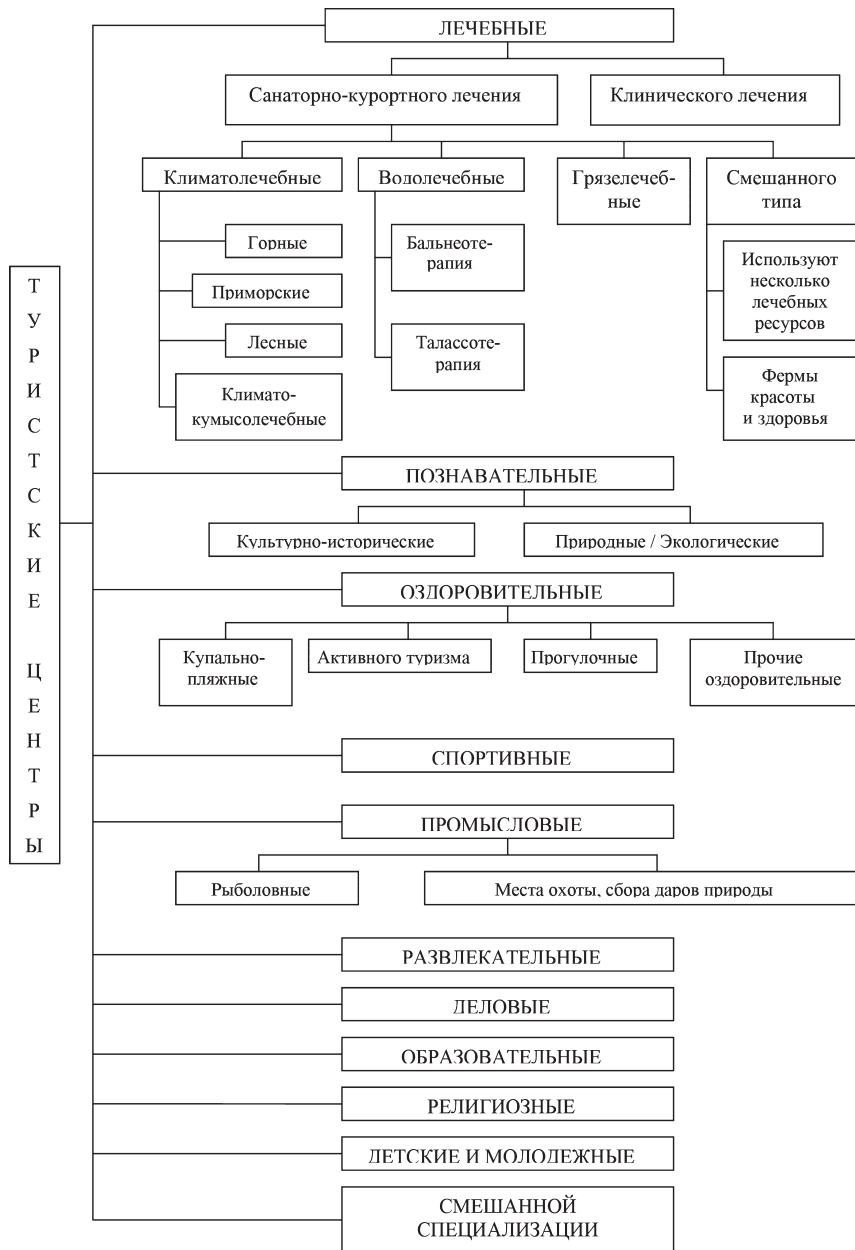 ТУРИСТСКИЕ ЦЕНТРЫ
ЛЕЧЕБНЫЕ
Санаторно-курортного лечения
Клинического лечения
Климатолечебные
Водолечебные
Грязелечеб-
ные
Смешанного
типа
Горные
Приморские
Лесные
Климато-
кумысолечебные
Бальнеоте-
рапия
Талассоте-
рапия
Используют
несколько
лечебных
ресурсов
Фермы
красоты
и здоровья
ПОЗНАВАТЕЛЬНЫЕ
Культурно-исторические
Природные / Экологические
ОЗДОРОВИТЕЛЬНЫЕ
Купально-
пляжные
Активного туризма
Прогулочные
Прочие
оздоровительные
СПОРТИВНЫЕ
ПРОМЫСЛОВЫЕ
Рыболовные
Места охоты, сбора даров природы
РАЗВЛЕКАТЕЛЬНЫЕ
ДЕЛОВЫЕ
ОБРАЗОВАТЕЛЬНЫЕ
РЕЛИГИОЗНЫЕ
ДЕТСКИЕ И МОЛОДЕЖНЫЕ
СМЕШАННОЙ
СПЕЦИАЛИЗАЦИИ